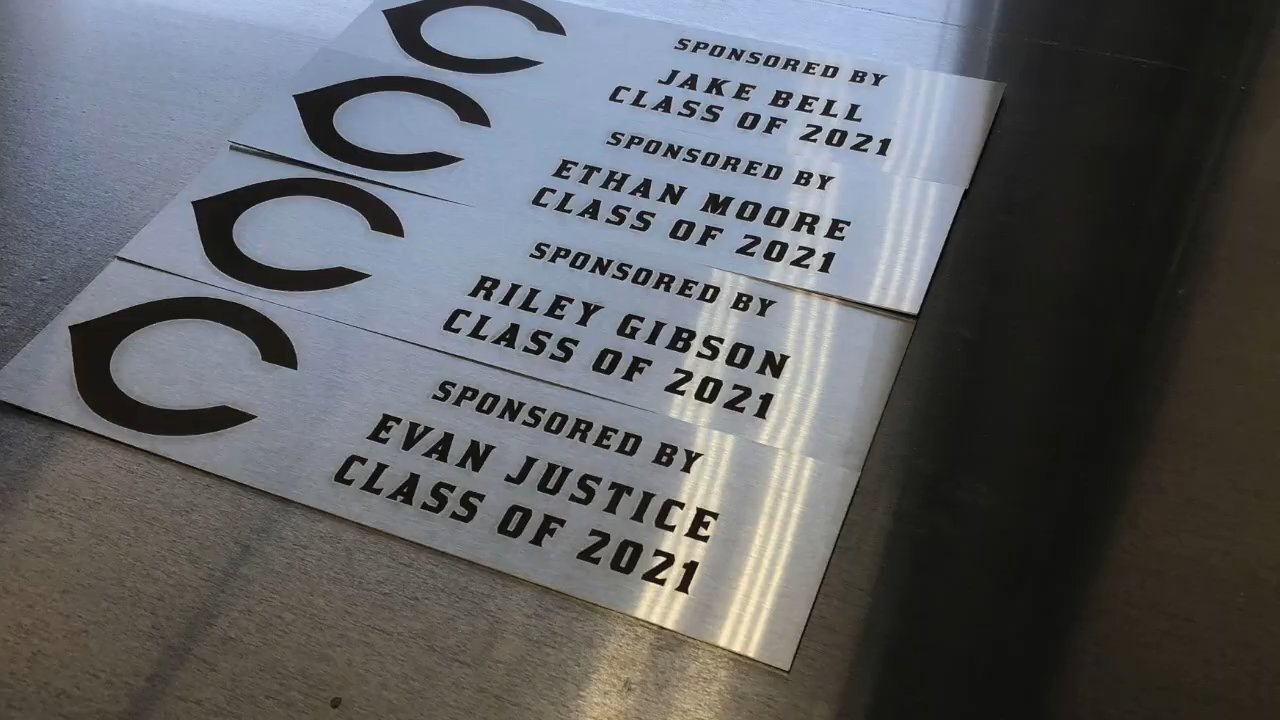 C
SPONSORED BY
JAKE BELL
CLASS OF 2021
C
SPONSORED BY
ETHAN MOORE
CLASS OF 2021
C
SPONSORED BY
RILEY GIBSON
CLASS OF 2021
C
SPONSORED BY
EVAN JUSTICE
CLASS OF 2021